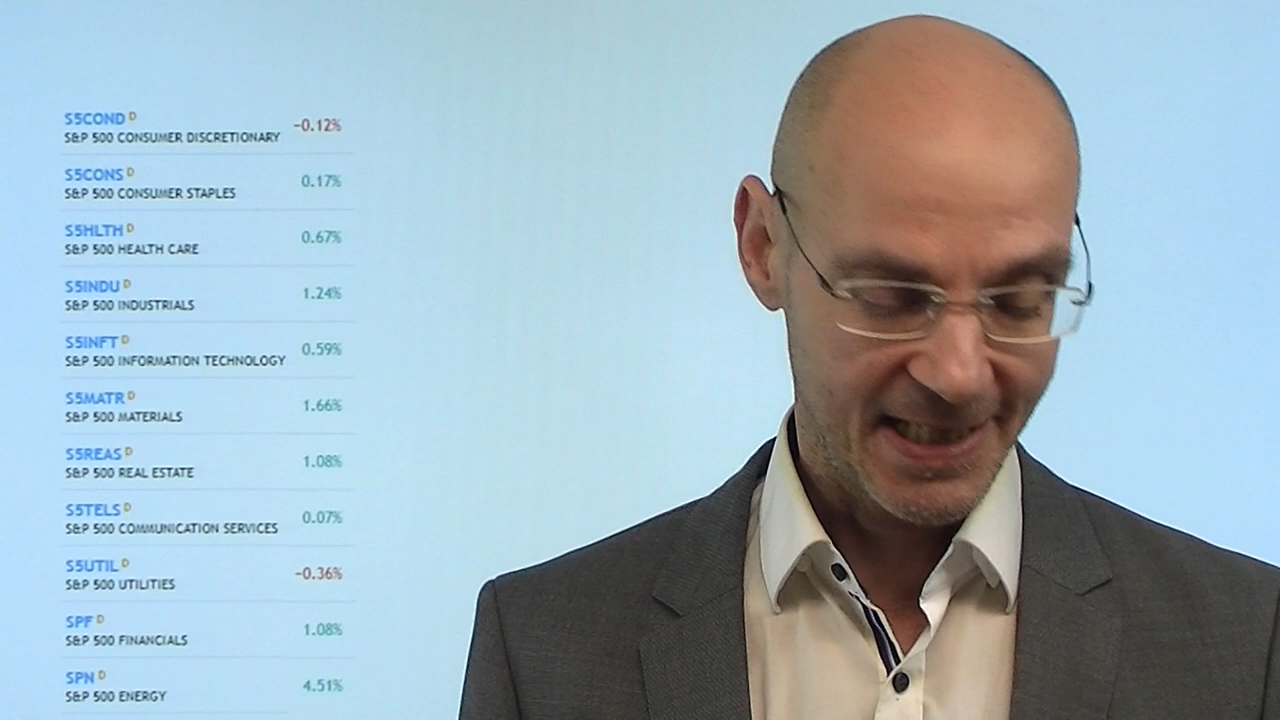 S5COND D
S&P 500 CONSUMER DISCRETIONARY −0.12%
S5CONS D
S&P 500 CONSUMER STAPLES 0.17%
S5HLTH D
S&P 500 HEALTH CARE 0.67%
S5INDU D
S&P 500 INDUSTRIALS 1.24%
S5INFT D
S&P 500 INFORMATION TECHNOLOGY 0.59%
S5MATR D
S&P 500 MATERIALS 1.66%
S5REAS D
S&P 500 REAL ESTATE 1.08%
S5TELS D
S&P 500 COMMUNICATION SERVICES 0.07%
S5UTIL D
S&P 500 UTILITIES −0.36%
SPF D
S&P 500 FINANCIALS 1.08%
SPN D
S&P 500 ENERGY 4.51%